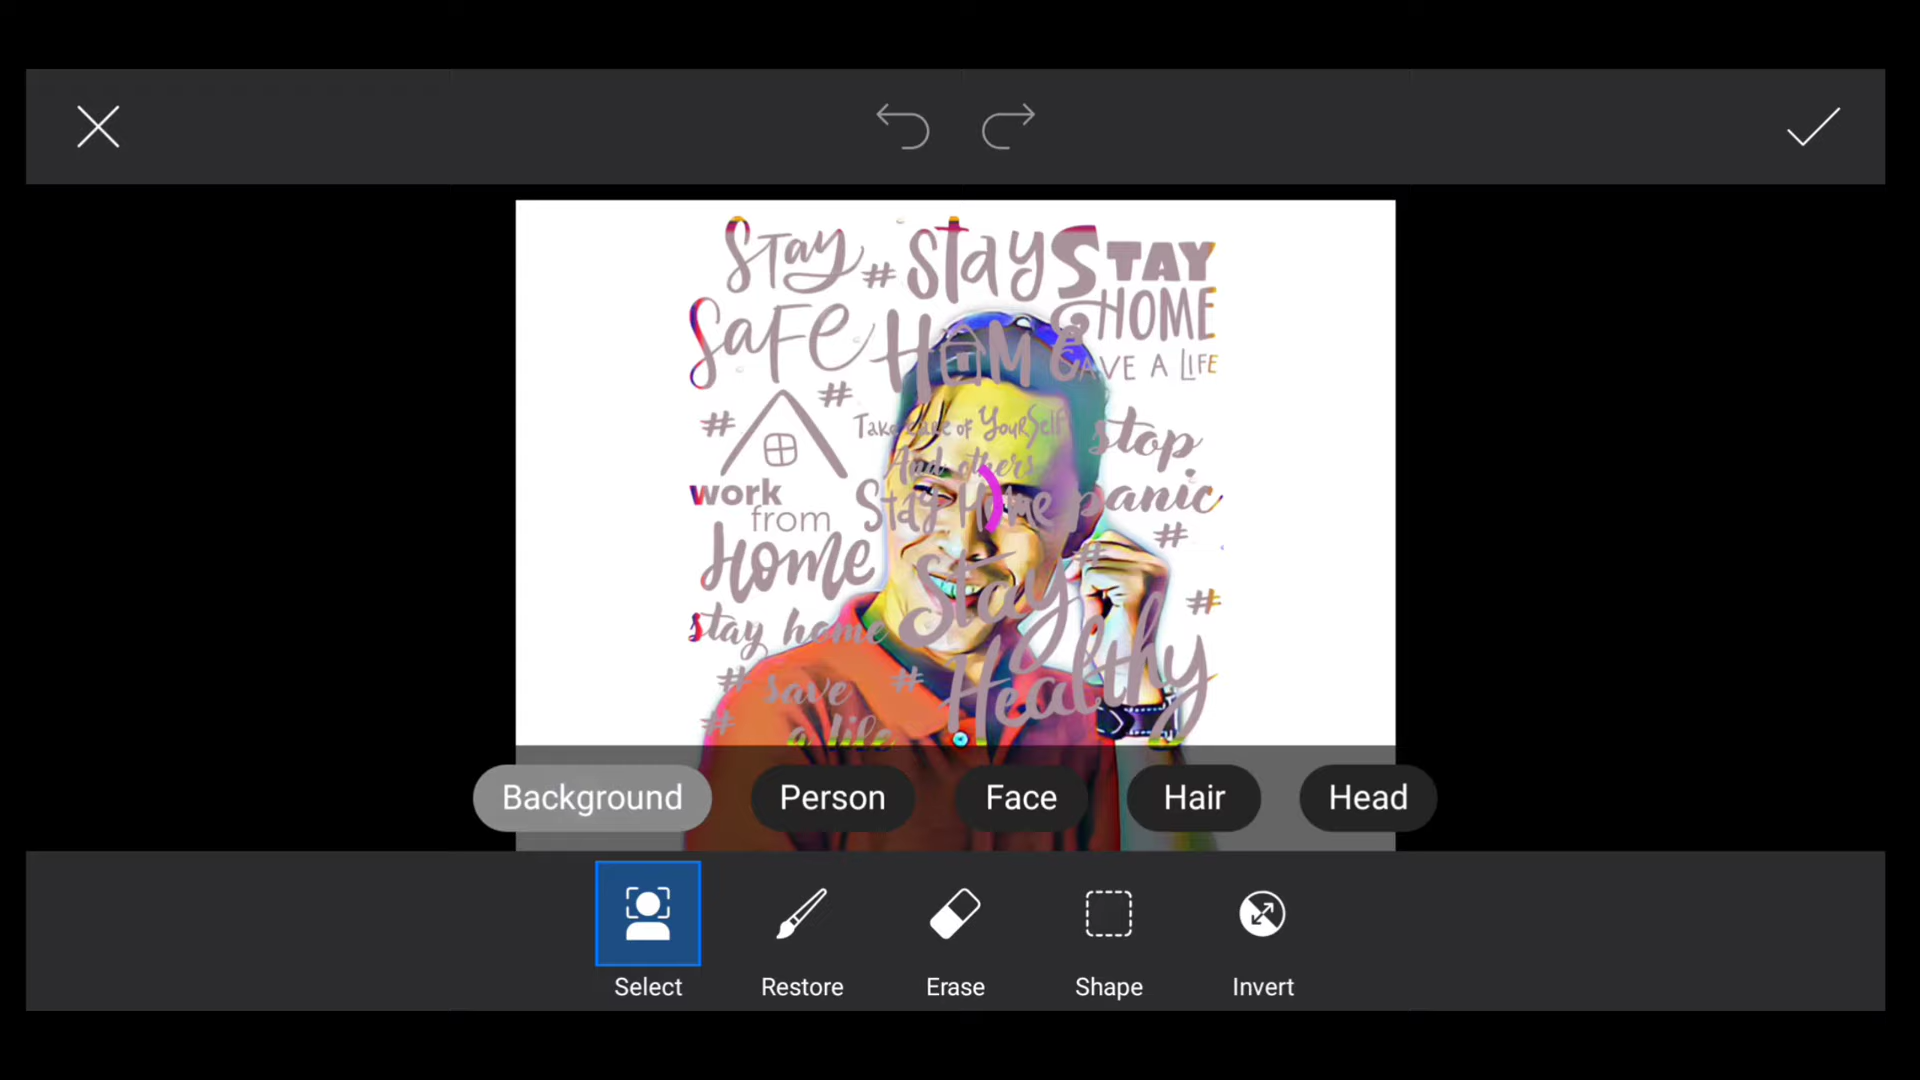 Stay
Safe
#
stay
HOM
STAY
&HOME
SAVE A LIFE
#
#
work
from
Home
Take care of YourSelf
And others
Stay Home
stop
panic
#
#
Stay
Healthy
#
stay home
# save
# a life
#
Background
Person
Face
Hair
Head
Select
Restore
Erase
Shape
Invert